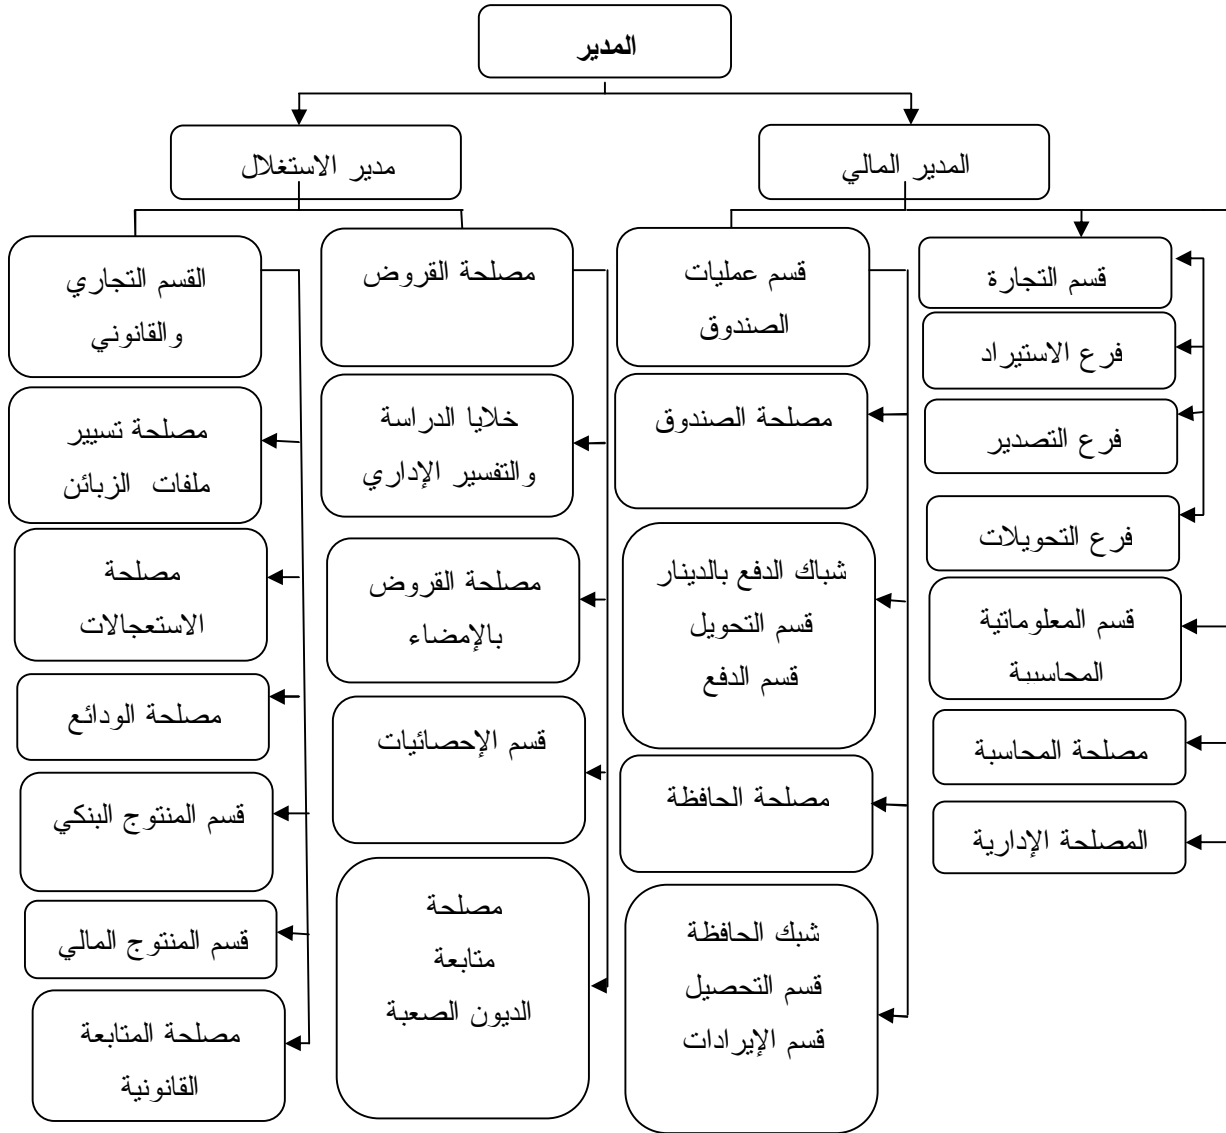 المدير
المدير المالي
مدير الاستغلال
قسم التجارة
فرع الاستيراد
فرع التصدير
فرع التحويلات
قسم المعلوماتية
المحاسبية
مصلحة المحاسبة
المصلحة الإدارية
قسم عمليات
الصندوق
مصلحة الصندوق
شباك الدفع بالدينار
قسم التحويل
قسم الدفع
مصلحة الحافظة
شبك الحافظة
قسم التحصيل
قسم الإيرادات
مصلحة القروض
خلايا الدراسة
والتفسير الإداري
مصلحة القروض
بالإمضاء
قسم الإحصائيات
مصلحة
متابعة
الديون الصعبة
القسم التجاري
والقانوني
مصلحة تسيير
ملفات الزبائن
مصلحة
الاستعجالات
مصلحة الودائع
قسم المنتوج البنكي
قسم المنتوج المالي
مصلحة المتابعة
القانونية